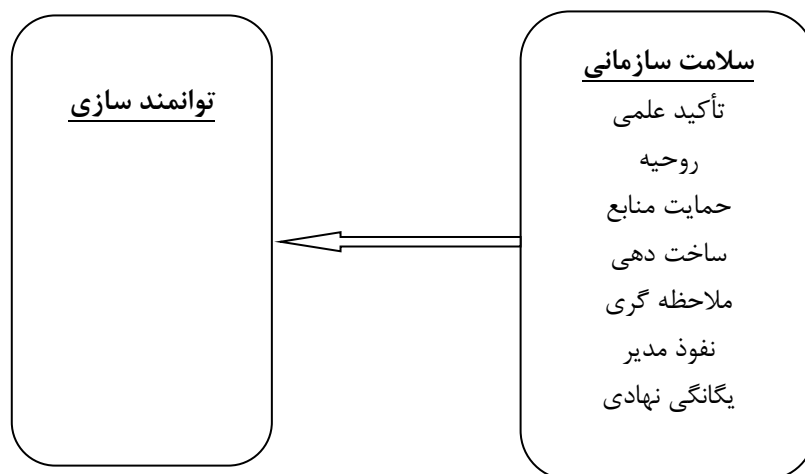 سلامت سازمانی
تأکید علمی
روحیه
حمایت منابع
ساخت دهی
ملاحظه گری
نفوذ مدیر
یگانگی نهادی
توانمند سازی